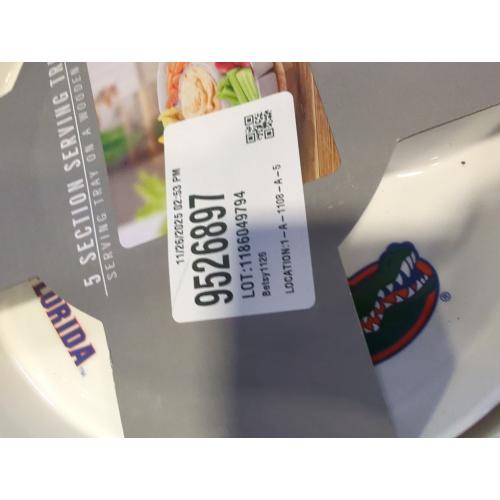 5 SECTION SERVING TR
SERVING TRAY ON A WOODEN
11/26/2025 02:53 PM
9526897
LOT:1186049794
Betsy1126
LOCATION:1-A-1108-A-5
FLORIDA
®